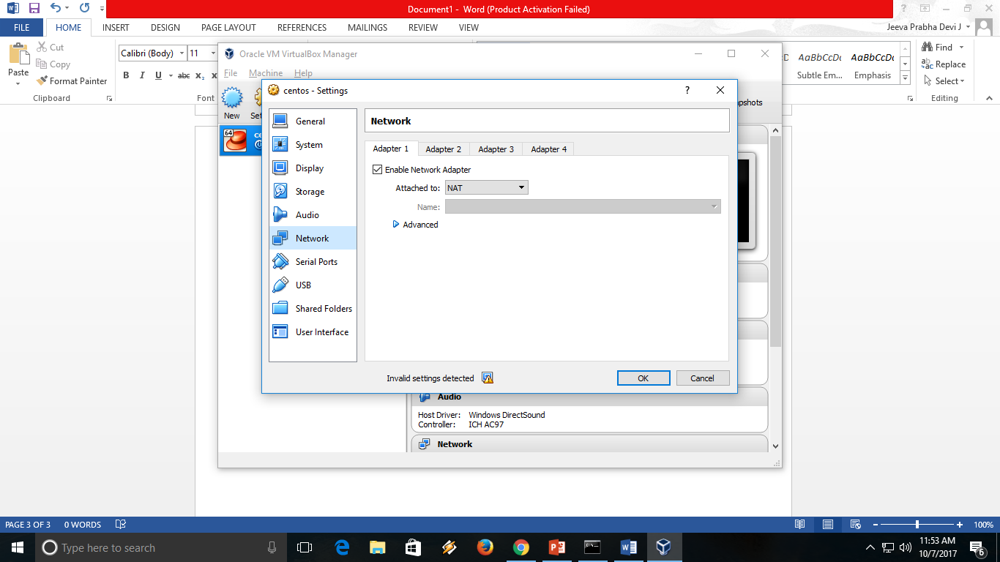 Document1 - Word (Product Activation Failed)
FILE HOME INSERT DESIGN PAGE LAYOUT REFERENCES MAILINGS REVIEW VIEW Jeeva Prabha Devi J
Cut
Copy
Format Painter
Paste
Clipboard
Calibri (Body) 11
B I U abc x₂
Font
AaBbCcDc AaBbCcDc
Subtle Em... Emphasis
Find
Replace
Select
Editing
Oracle VM VirtualBox Manager
File Machine Help
New
centos - Settings
General
System
Display
Storage
Audio
Network
Serial Ports
USB
Shared Folders
User Interface
Network
Adapter 1 Adapter 2 Adapter 3 Adapter 4
Enable Network Adapter
Attached to: NAT
Name:
Advanced
Invalid settings detected
OK Cancel
64
Audio
Host Driver: Windows DirectSound
Controller: ICH AC97
Network
PAGE 3 OF 3 0 WORDS 100%
Type here to search
11:53 AM
10/7/2017
6